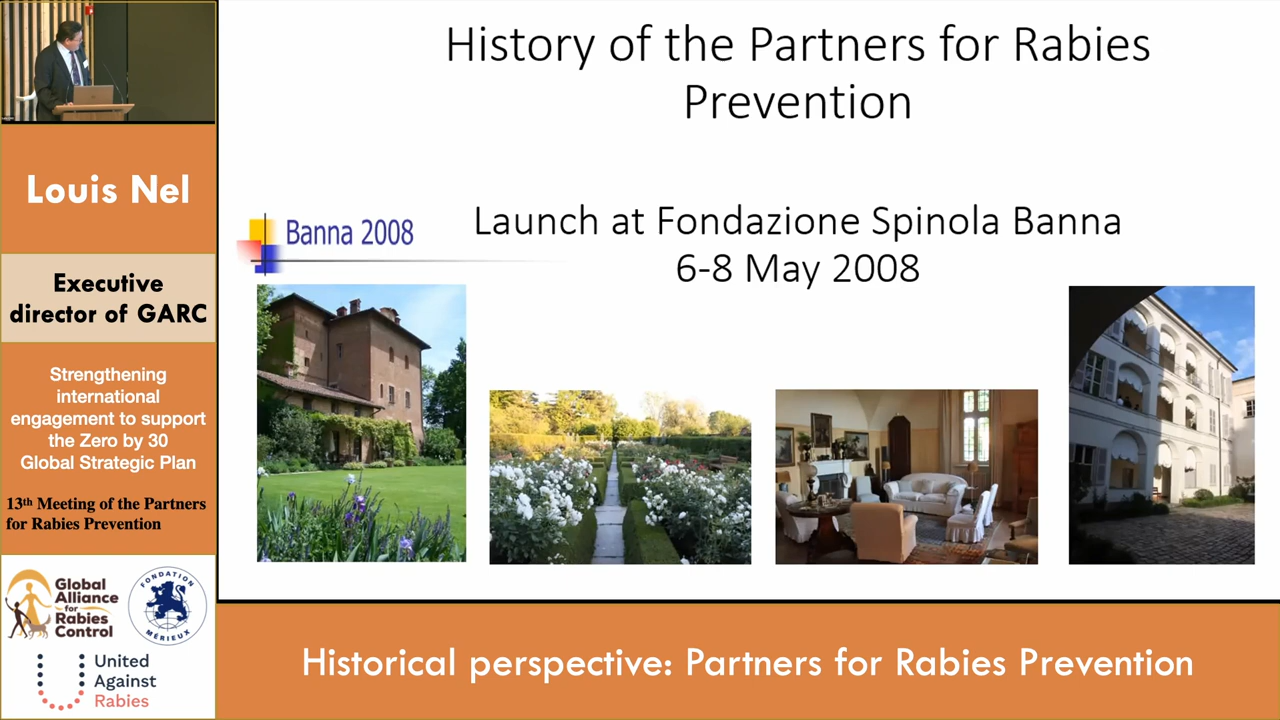 History of the Partners for Rabies
Prevention
Banna 2008
Launch at Fondazione Spinola Banna
6-8 May 2008
Louis Nel
Executive
director of GARC
Strengthening
international
engagement to support
the Zero by 30
Global Strategic Plan
13th Meeting of the Partners
for Rabies Prevention
Global
Alliance
for
Rabies
Control
FONDATION
MÉRIEUX
United
Against
Rabies
Historical perspective: Partners for Rabies Prevention